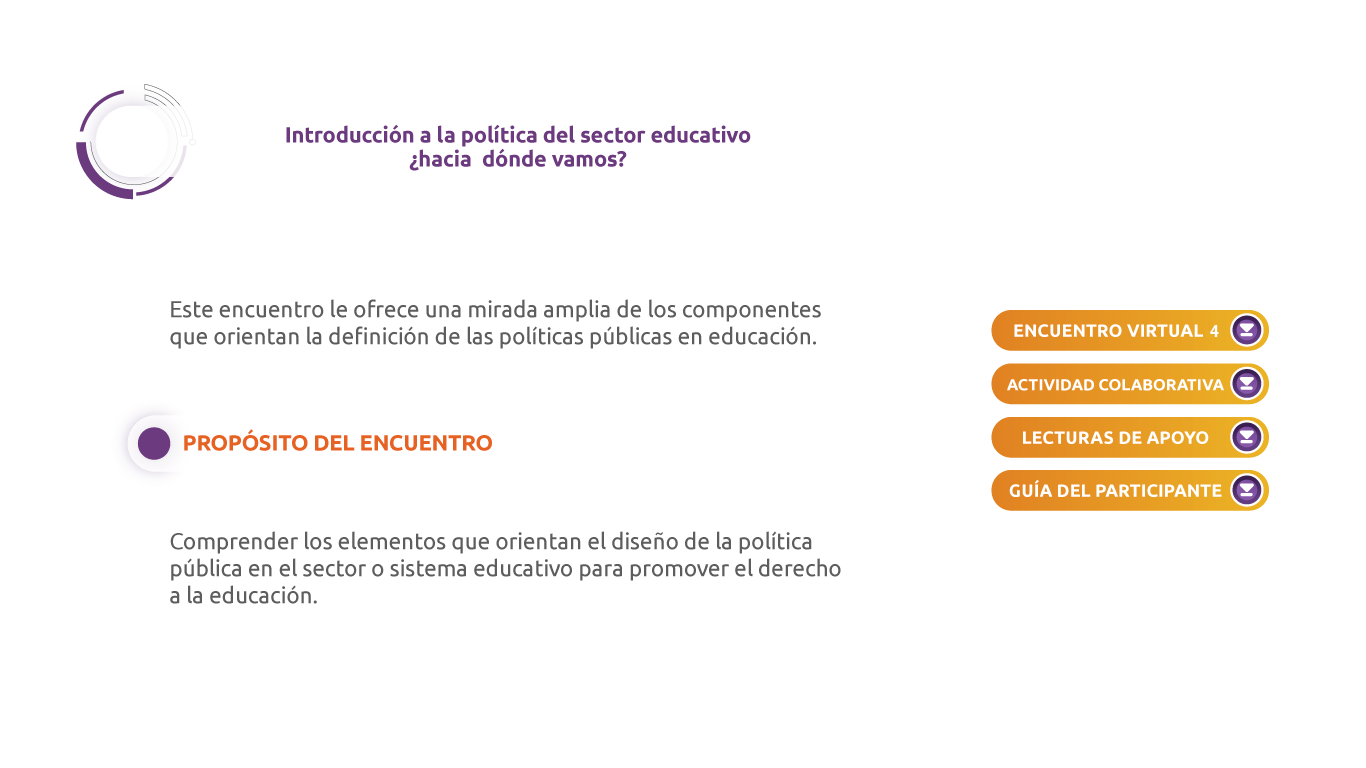 Introducción a la política del sector educativo
¿hacia  dónde vamos?
Este encuentro le ofrece una mirada amplia de los componentes
que orientan la definición de las políticas públicas en educación.
PROPÓSITO DEL ENCUENTRO
Comprender los elementos que orientan el diseño de la política
pública en el sector o sistema educativo para promover el derecho
a la educación.
ENCUENTRO VIRTUAL 4
ACTIVIDAD COLABORATIVA
LECTURAS DE APOYO
GUÍA DEL PARTICIPANTE